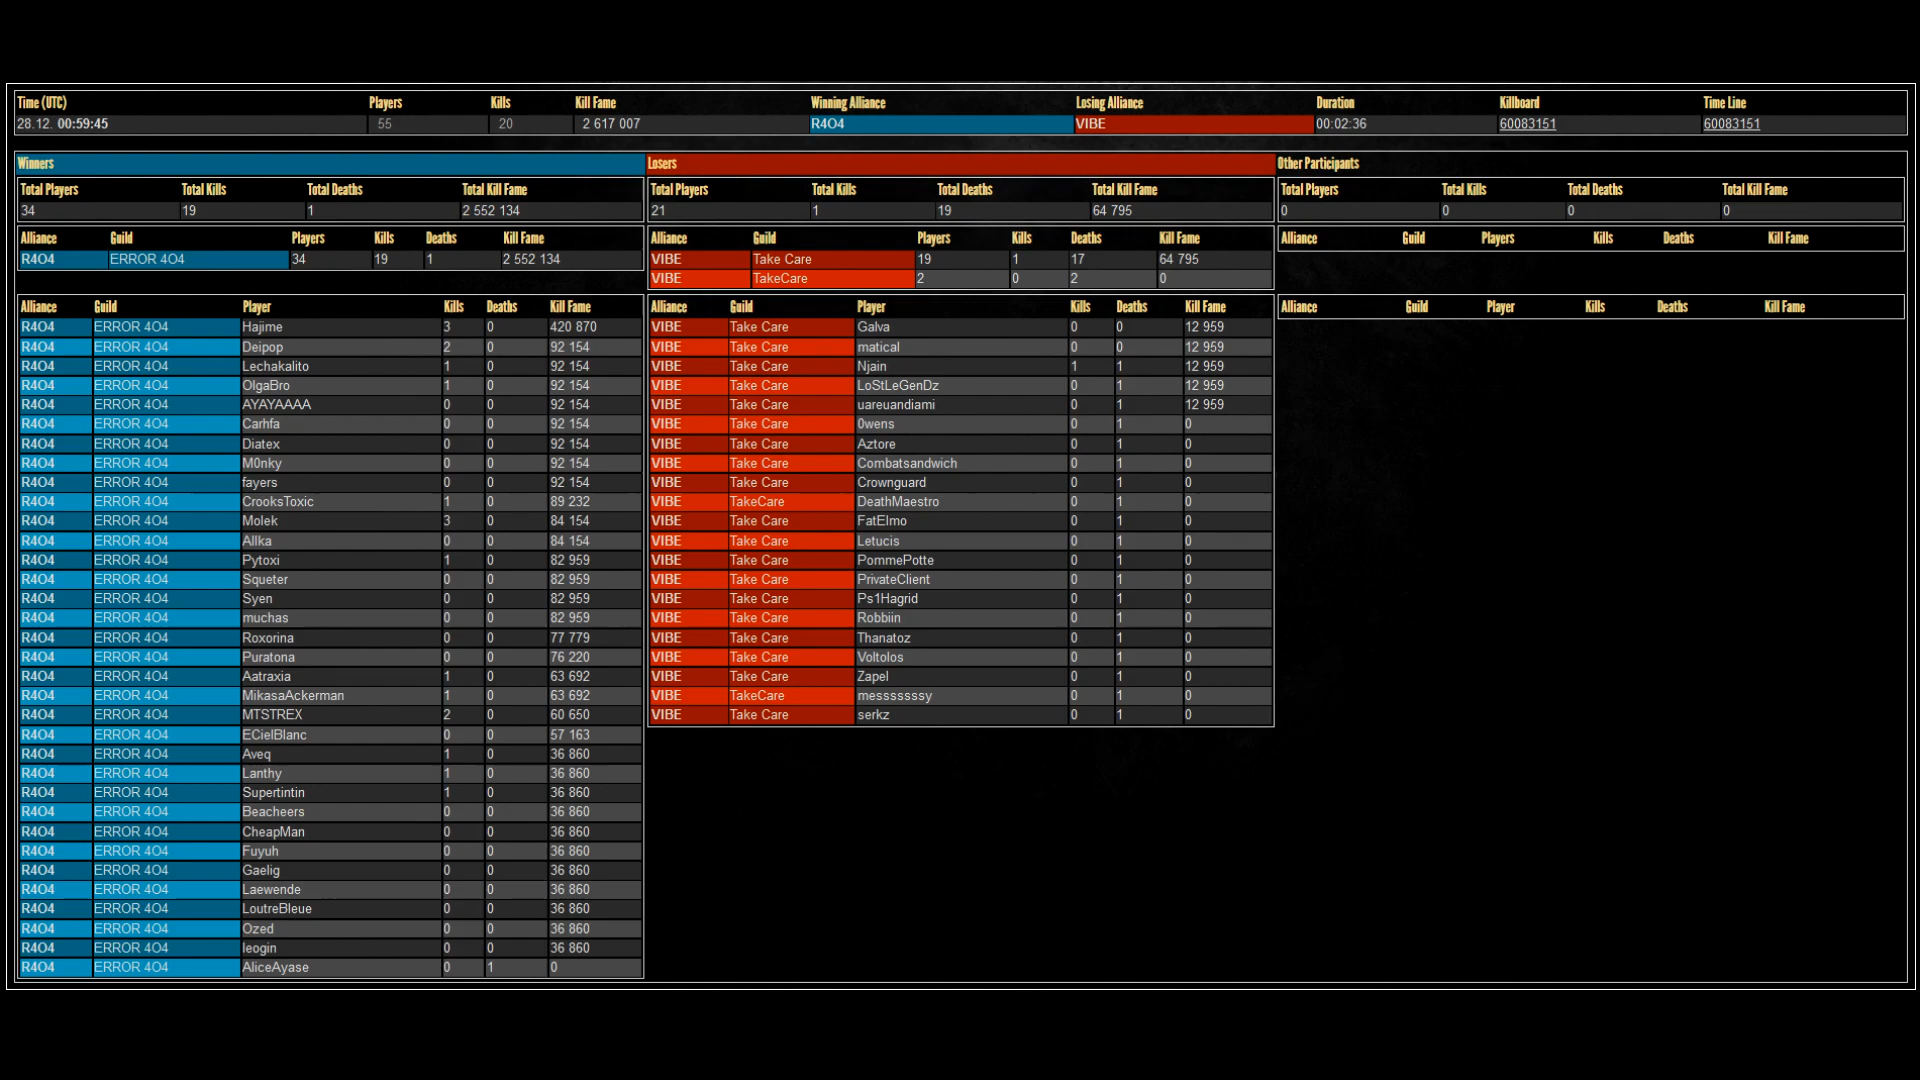 Time (UTC) Players Kills Kill Fame Winning Alliance Losing Alliance Duration Killboard Time Line
28.12. 00:59:45 55 20 2 617 007 R4O4 VIBE 00:02:36 60083151 60083151
Winners Losers Other Participants
Total Players Total Kills Total Deaths Total Kill Fame Total Players Total Kills Total Deaths Total Kill Fame Total Players Total Kills Total Deaths Total Kill Fame
34 19 1 2 552 134 21 1 19 64 795 0 0 0 0
Alliance Guild Players Kills Deaths Kill Fame Alliance Guild Players Kills Deaths Kill Fame Alliance Guild Players Kills Deaths Kill Fame
R4O4 ERROR 4O4 34 19 1 2 552 134 VIBE Take Care 19 1 17 64 795
VIBE TakeCare 2 0 2 0
Alliance Guild Player Kills Deaths Kill Fame Alliance Guild Player Kills Deaths Kill Fame Alliance Guild Player Kills Deaths Kill Fame
R4O4 ERROR 4O4 Hajime 3 0 420 870 VIBE Take Care Galva 0 0 12 959
R4O4 ERROR 4O4 Deipop 2 0 92 154 VIBE Take Care matical 0 0 12 959
R4O4 ERROR 4O4 Lechakalito 1 0 92 154 VIBE Take Care Njain 1 1 12 959
R4O4 ERROR 4O4 OlgaBro 1 0 92 154 VIBE Take Care LoStLeGenDz 0 1 12 959
R4O4 ERROR 4O4 AYAYAAAA 0 0 92 154 VIBE Take Care uareuandiami 0 1 12 959
R4O4 ERROR 4O4 Carhfa 0 0 92 154 VIBE Take Care 0wens 0 1 0
R4O4 ERROR 4O4 Diatex 0 0 92 154 VIBE Take Care Aztore 0 1 0
R4O4 ERROR 4O4 M0nky 0 0 92 154 VIBE Take Care Combatsandwich 0 1 0
R4O4 ERROR 4O4 fayers 0 0 92 154 VIBE Take Care Crownguard 0 1 0
R4O4 ERROR 4O4 CrooksToxic 1 0 89 232 VIBE TakeCare DeathMaestro 0 1 0
R4O4 ERROR 4O4 Molek 3 0 84 154 VIBE Take Care FatElmo 0 1 0
R4O4 ERROR 4O4 Allka 0 0 84 154 VIBE Take Care Letucis 0 1 0
R4O4 ERROR 4O4 Pytoxi 1 0 82 959 VIBE Take Care PommePotte 0 1 0
R4O4 ERROR 4O4 Squeter 0 0 82 959 VIBE Take Care PrivateClient 0 1 0
R4O4 ERROR 4O4 Syen 0 0 82 959 VIBE Take Care Ps1Hagrid 0 1 0
R4O4 ERROR 4O4 muchas 0 0 82 959 VIBE Take Care Robbiin 0 1 0
R4O4 ERROR 4O4 Roxorina 0 0 77 779 VIBE Take Care Thanatoz 0 1 0
R4O4 ERROR 4O4 Puratona 0 0 76 220 VIBE Take Care Voltolos 0 1 0
R4O4 ERROR 4O4 Aatraxia 1 0 63 692 VIBE Take Care Zapel 0 1 0
R4O4 ERROR 4O4 MikasaAckerman 1 0 63 692 VIBE TakeCare messsssssy 0 1 0
R4O4 ERROR 4O4 MTSTREX 2 0 60 650 VIBE Take Care serkz 0 1 0
R4O4 ERROR 4O4 ECielBlanc 0 0 57 163
R4O4 ERROR 4O4 Aveq 1 0 36 860
R4O4 ERROR 4O4 Lanthy 1 0 36 860
R4O4 ERROR 4O4 Supertintin 1 0 36 860
R4O4 ERROR 4O4 Beacheers 0 0 36 860
R4O4 ERROR 4O4 CheapMan 0 0 36 860
R4O4 ERROR 4O4 Fuyuh 0 0 36 860
R4O4 ERROR 4O4 Gaelig 0 0 36 860
R4O4 ERROR 4O4 Laewende 0 0 36 860
R4O4 ERROR 4O4 LoutreBleue 0 0 36 860
R4O4 ERROR 4O4 Ozed 0 0 36 860
R4O4 ERROR 4O4 leogin 0 0 36 860
R4O4 ERROR 4O4 AliceAyase 0 1 0